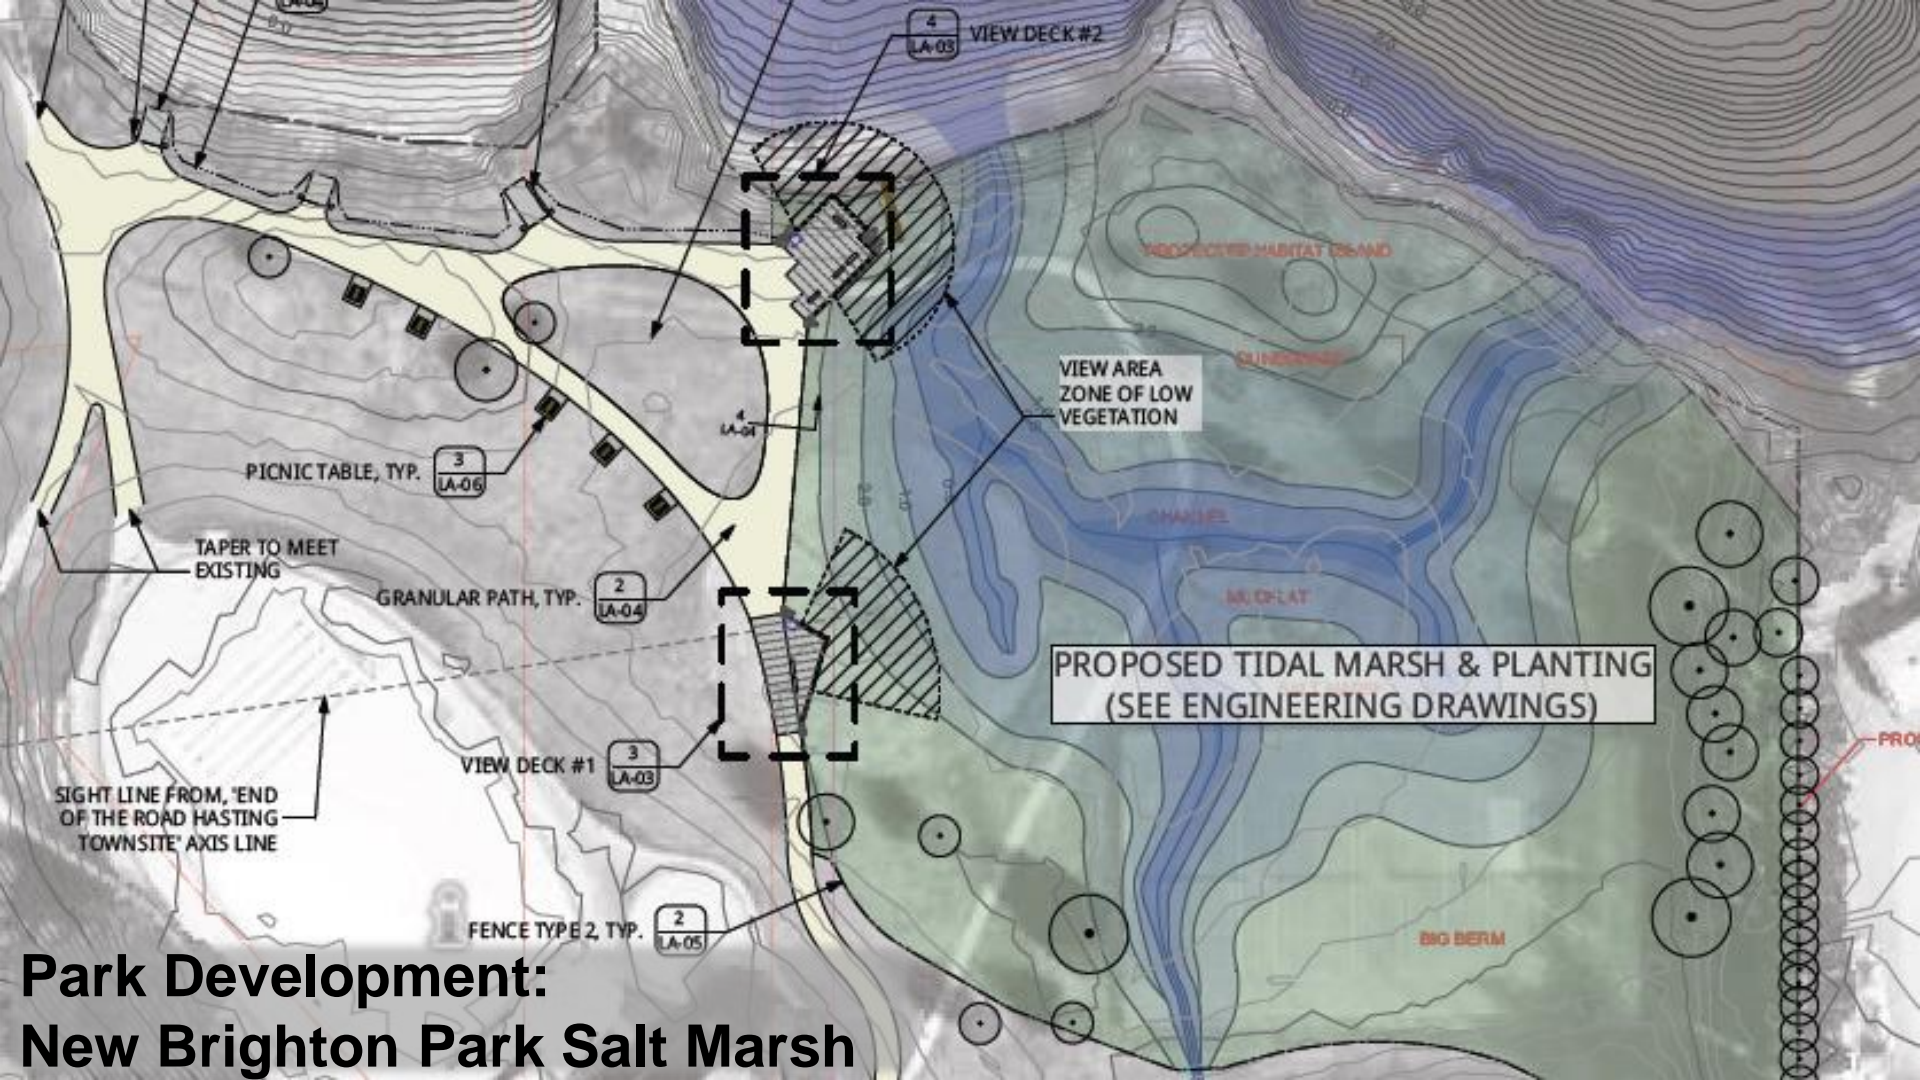 4
LA-03
VIEW DECK #2
VIEW AREA
ZONE OF LOW
VEGETATION
4
LA-04
PICNIC TABLE, TYP.
3
LA-06
CHANNEL
TAPER TO MEET
EXISTING
GRANULAR PATH, TYP.
2
LA-04
MUDFLAT
PROPOSED TIDAL MARSH & PLANTING
(SEE ENGINEERING DRAWINGS)
VIEW DECK #1
3
LA-03
SIGHT LINE FROM, "END
OF THE ROAD HASTING
TOWNSITE" AXIS LINE
FENCE TYPE 2, TYP.
2
LA-05
BIG BERM
Park Development:
New Brighton Park Salt Marsh